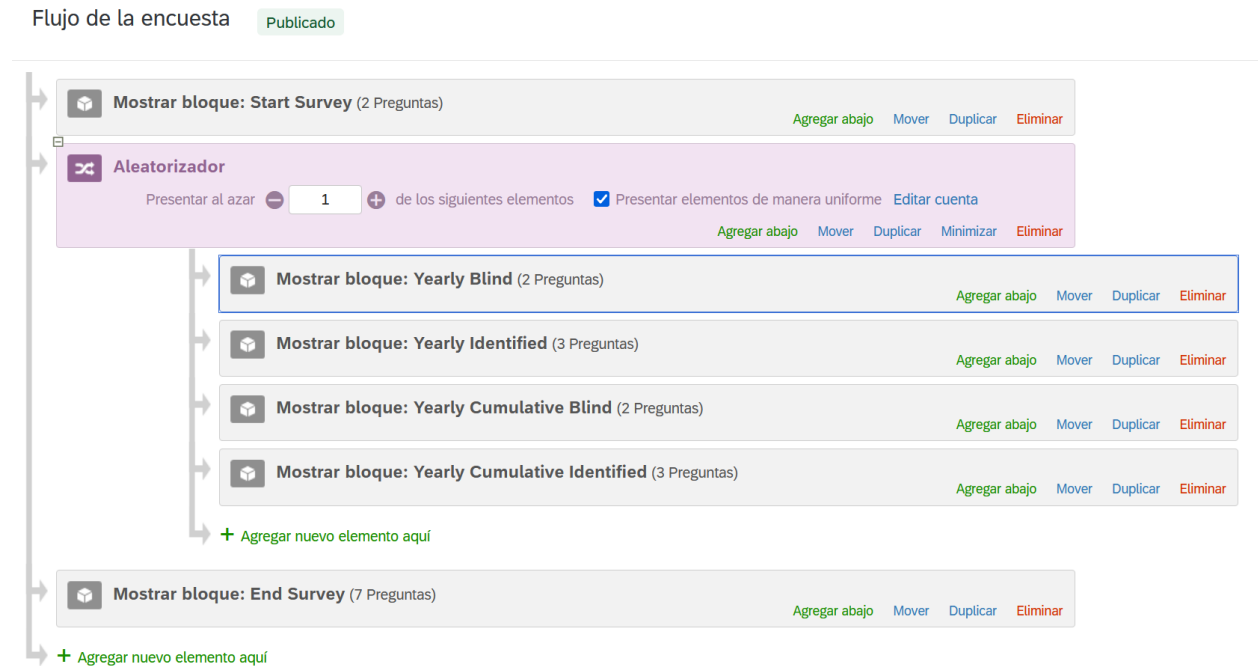 Flujo de la encuesta Publicado
Mostrar bloque: Start Survey (2 Preguntas)
Agregar abajo Mover Duplicar Eliminar
Aleatorizador
Presentar al azar 1 de los siguientes elementos Presentar elementos de manera uniforme Editar cuenta
Agregar abajo Mover Duplicar Minimizar Eliminar
Mostrar bloque: Yearly Blind (2 Preguntas)
Agregar abajo Mover Duplicar Eliminar
Mostrar bloque: Yearly Identified (3 Preguntas)
Agregar abajo Mover Duplicar Eliminar
Mostrar bloque: Yearly Cumulative Blind (2 Preguntas)
Agregar abajo Mover Duplicar Eliminar
Mostrar bloque: Yearly Cumulative Identified (3 Preguntas)
Agregar abajo Mover Duplicar Eliminar
+ Agregar nuevo elemento aquí
Mostrar bloque: End Survey (7 Preguntas)
Agregar abajo Mover Duplicar Eliminar
+ Agregar nuevo elemento aquí